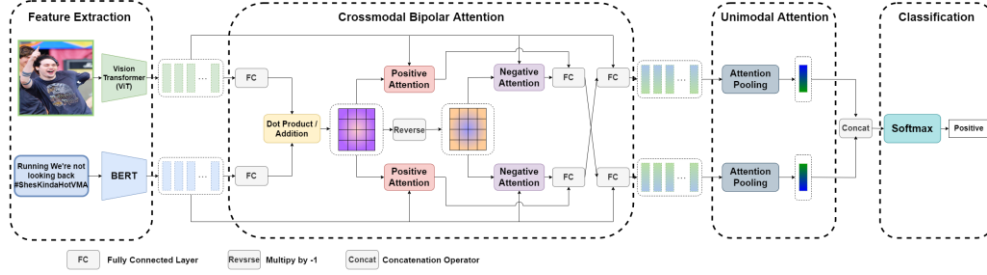 Feature Extraction
Crossmodal Bipolar Attention
Unimodal Attention
Classification
Vision
Transformer
(ViT)
...
FC
Dot Product /
Addition
Positive
Attention
Reverse
Negative
Attention
FC
FC
...
Attention
Pooling
Concat
Softmax
Positive
Running We're not
looking back
#ShesKindaHotVMA
BERT
...
FC
Positive
Attention
Negative
Attention
FC
FC
...
Attention
Pooling
FC
Fully Connected Layer
Revsrse
Multipy by -1
Concat
Concatenation Operator